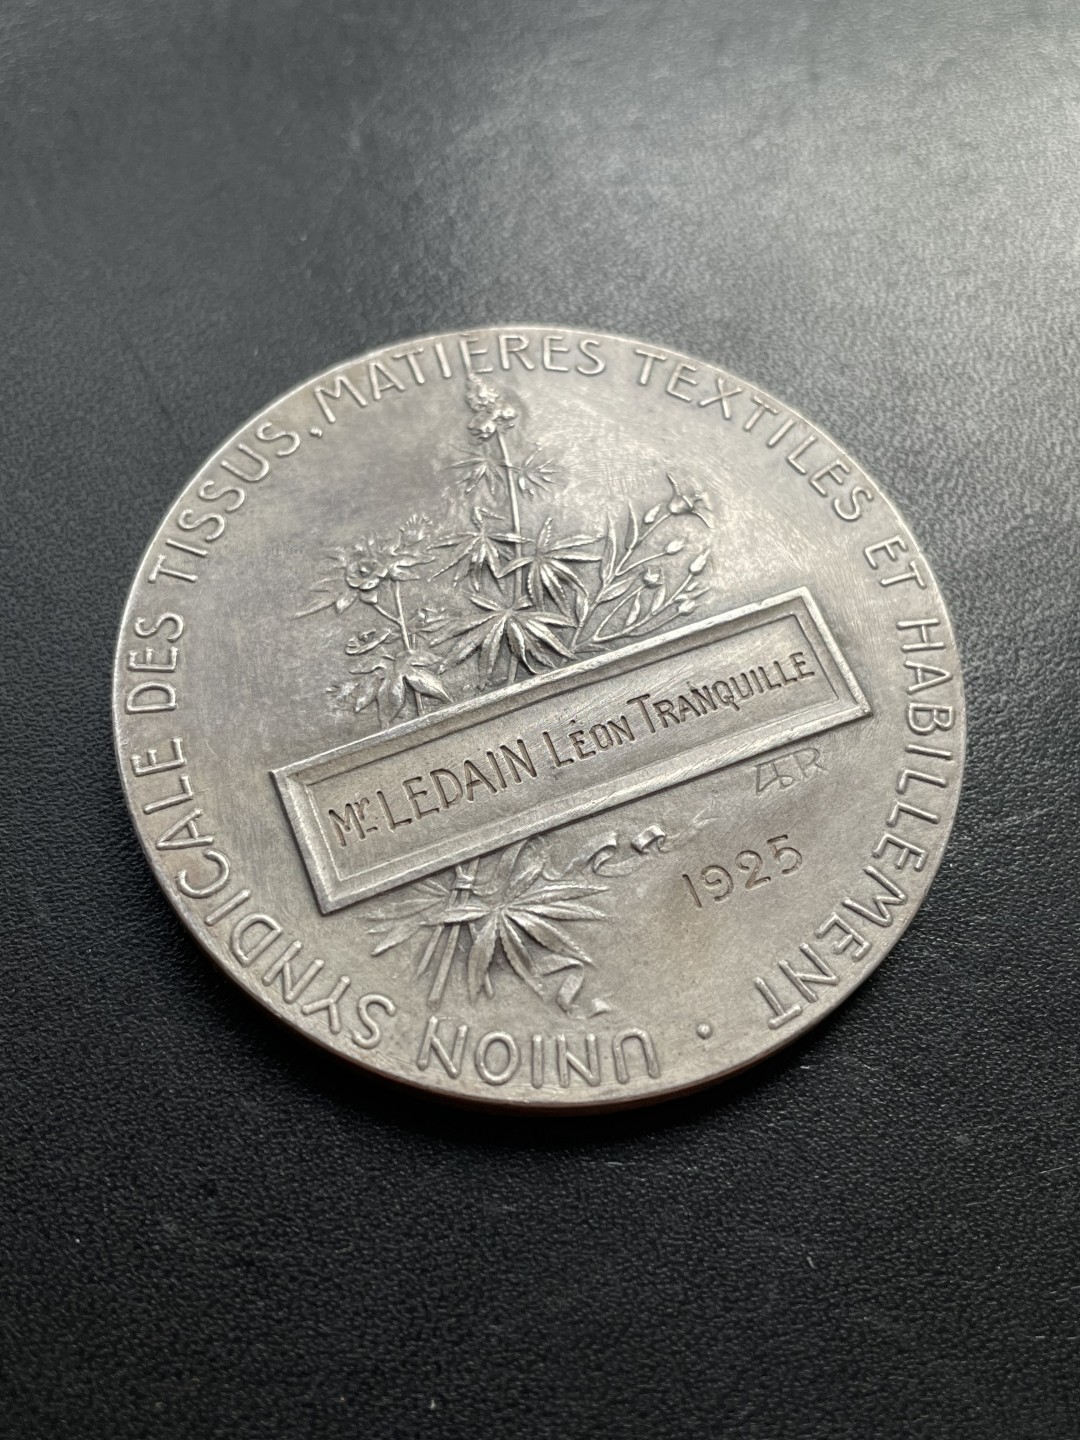 UNION SYNDICALE DES TISSUS, MATIÈRES TEXTILES ET HABILLEMENT ·
Mr. LEDAIN LÉON TRANQUILLE
1925